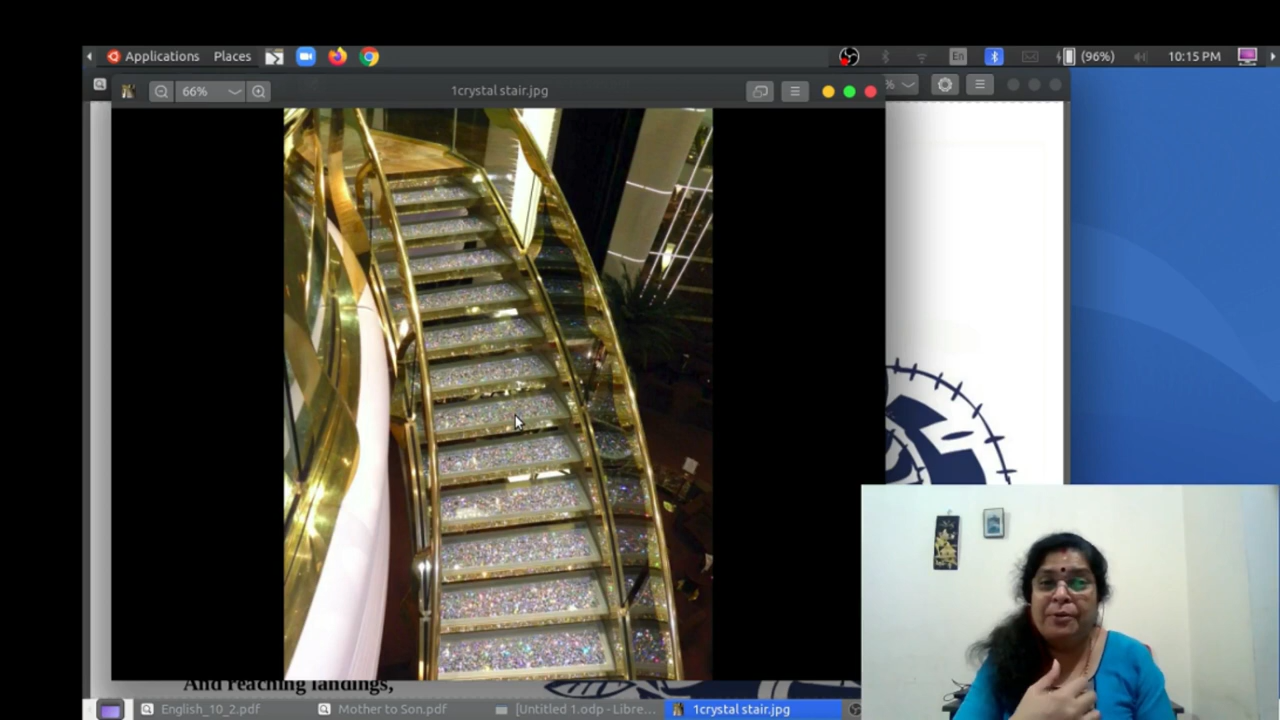 Applications Places En (96%) 10:15 PM
66% 1crystal stair.jpg %
And reaching landings,
English_10_2.pdf Mother to Son.pdf [Untitled 1.odp - Libre... 1crystal stair.jpg